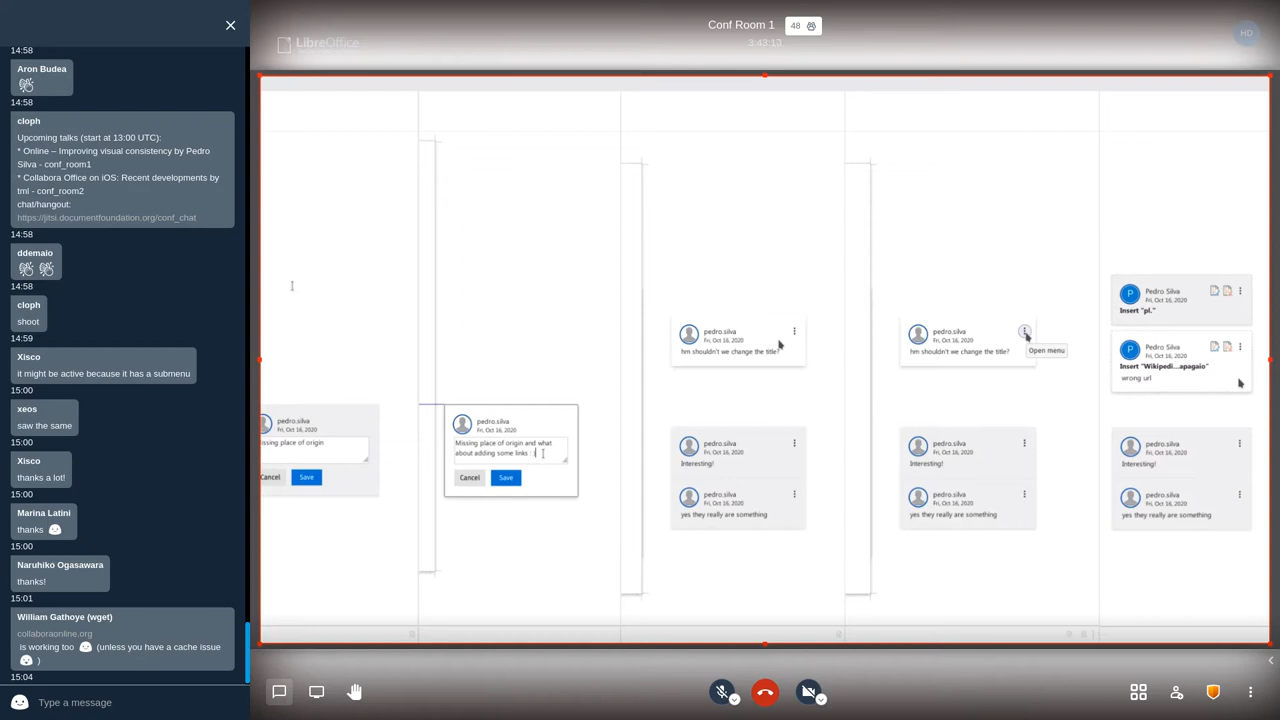 14:58
Aron Budea
14:58
cloph
Upcoming talks (start at 13:00 UTC):
* Online – Improving visual consistency by Pedro
Silva - conf_room1
* Collabora Office on iOS: Recent developments by
tml - conf_room2
chat/hangout:
https://jitsi.documentfoundation.org/conf_chat
14:58
ddemaio
14:58
cloph
shoot
14:59
Xisco
it might be active because it has a submenu
15:00
xeos
saw the same
15:00
Xisco
thanks a lot!
15:00
Marina Latini
thanks
15:00
Naruhiko Ogasawara
thanks!
15:01
William Gathoye (wget)
collaboraonline.org
is working too (unless you have a cache issue
)
15:04
Type a message
Conf Room 1
48
3:43:13
HD
LibreOffice
pedro.silva
Fri, Oct 16, 2020
issing place of origin
Cancel
Save
pedro.silva
Fri, Oct 16, 2020
Missing place of origin and what
about adding some links :
Cancel
Save
pedro.silva
Fri, Oct 16, 2020
hm shouldn't we change the title?
pedro.silva
Fri, Oct 16, 2020
Interesting!
pedro.silva
Fri, Oct 16, 2020
yes they really are something
pedro.silva
Fri, Oct 16, 2020
hm shouldn't we change the title?
Open menu
pedro.silva
Fri, Oct 16, 2020
Interesting!
pedro.silva
Fri, Oct 16, 2020
yes they really are something
P
Pedro Silva
Fri, Oct 16, 2020
Insert "pl."
P
Pedro Silva
Fri, Oct 16, 2020
Insert "Wikipedi...apagaio"
wrong url
pedro.silva
Fri, Oct 16, 2020
Interesting!
pedro.silva
Fri, Oct 16, 2020
yes they really are something